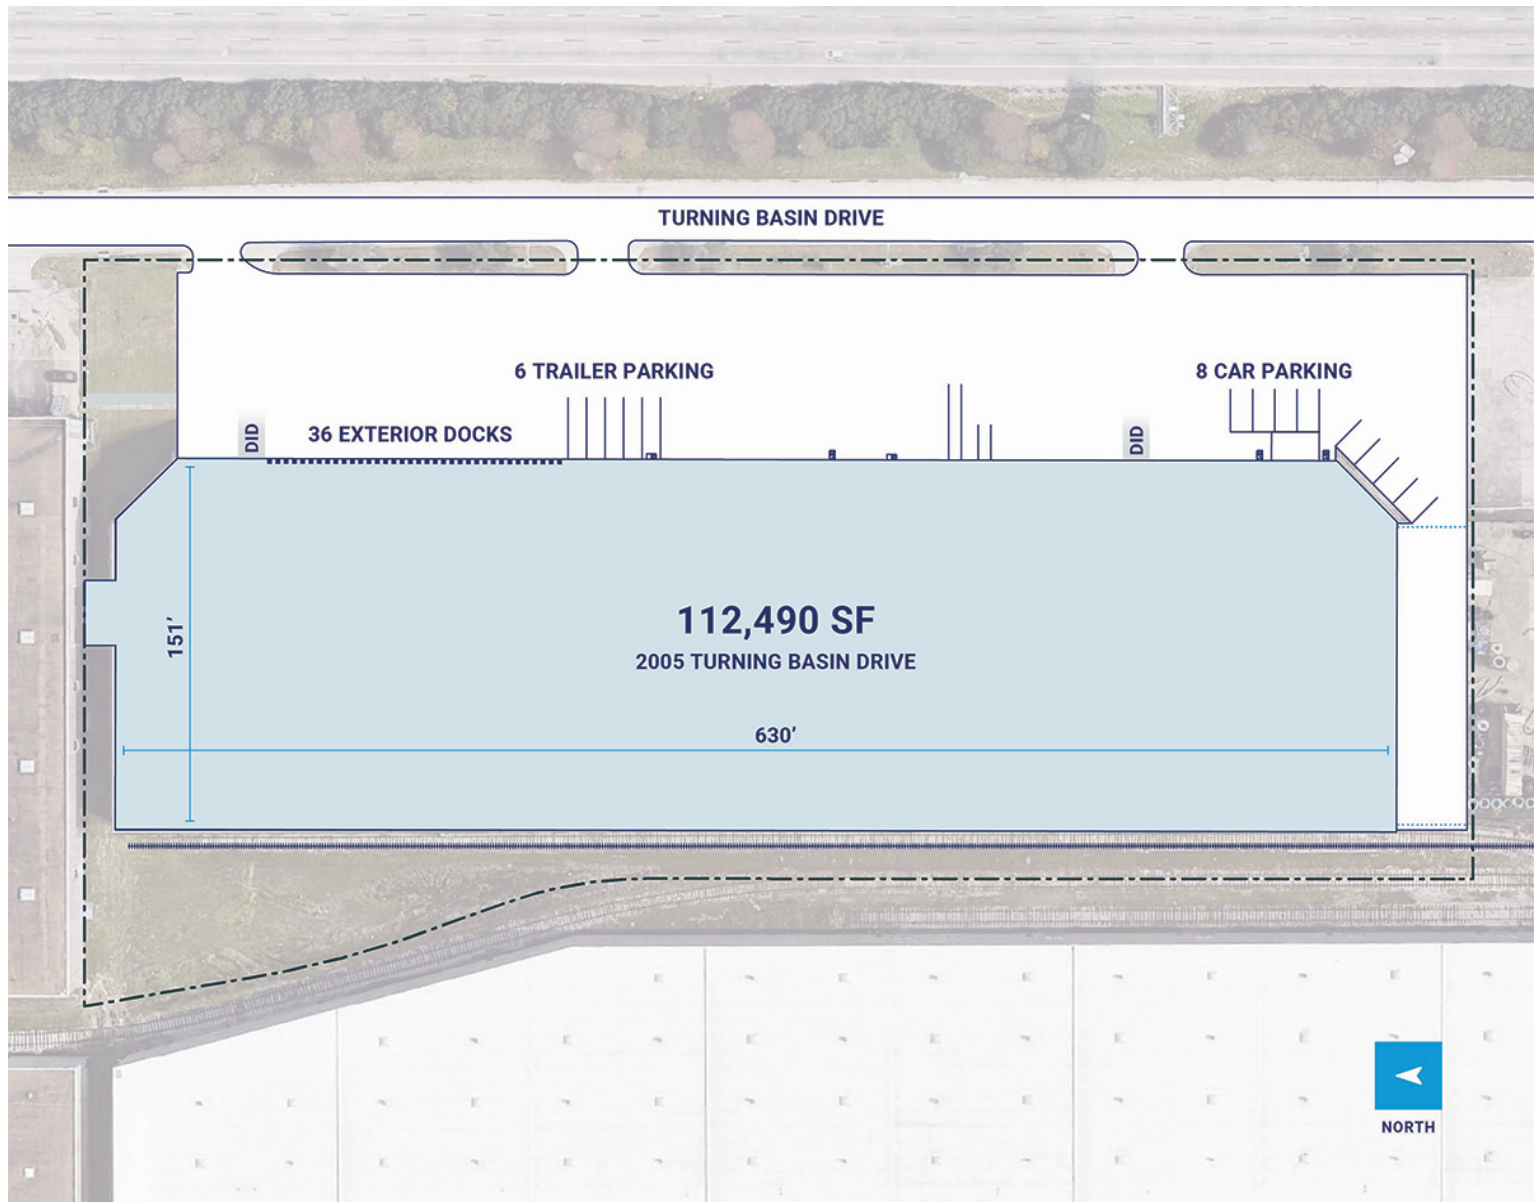 TURNING BASIN DRIVE
6 TRAILER PARKING
8 CAR PARKING
DID
36 EXTERIOR DOCKS
DID
151’
112,490 SF
2005 TURNING BASIN DRIVE
630’
NORTH